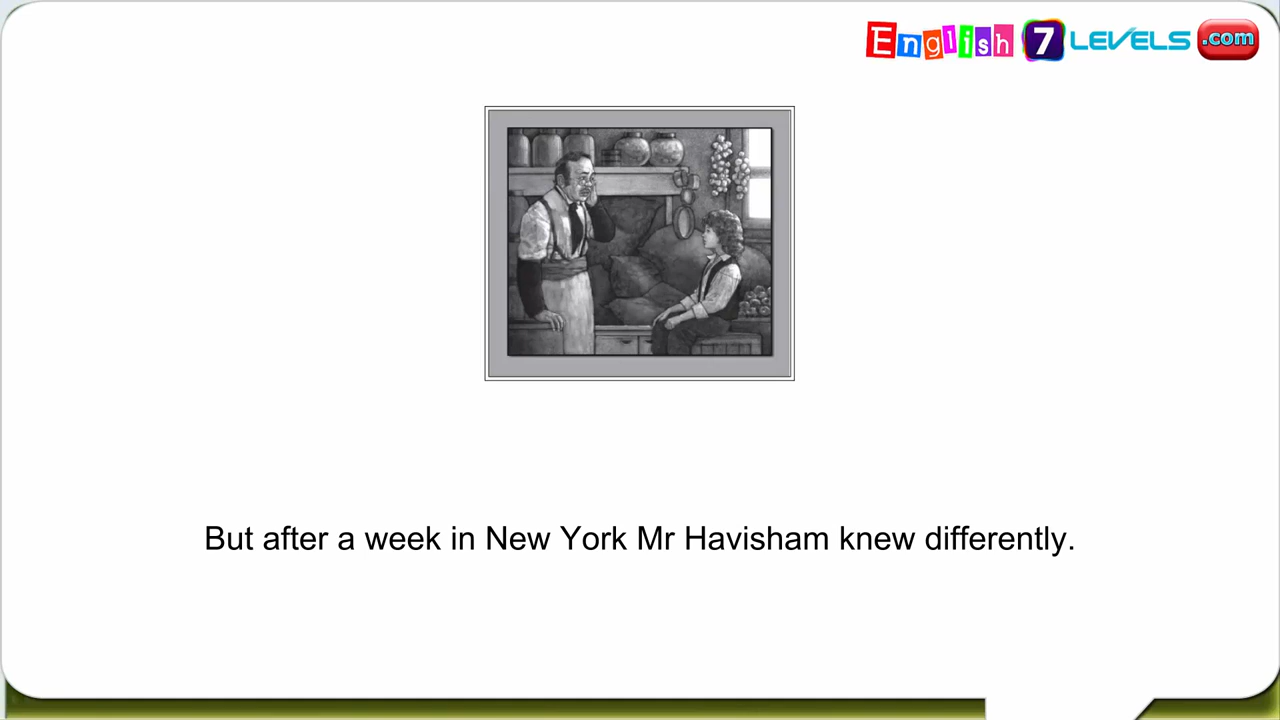 English 7 LEVELS .com
But after a week in New York Mr Havisham knew differently.